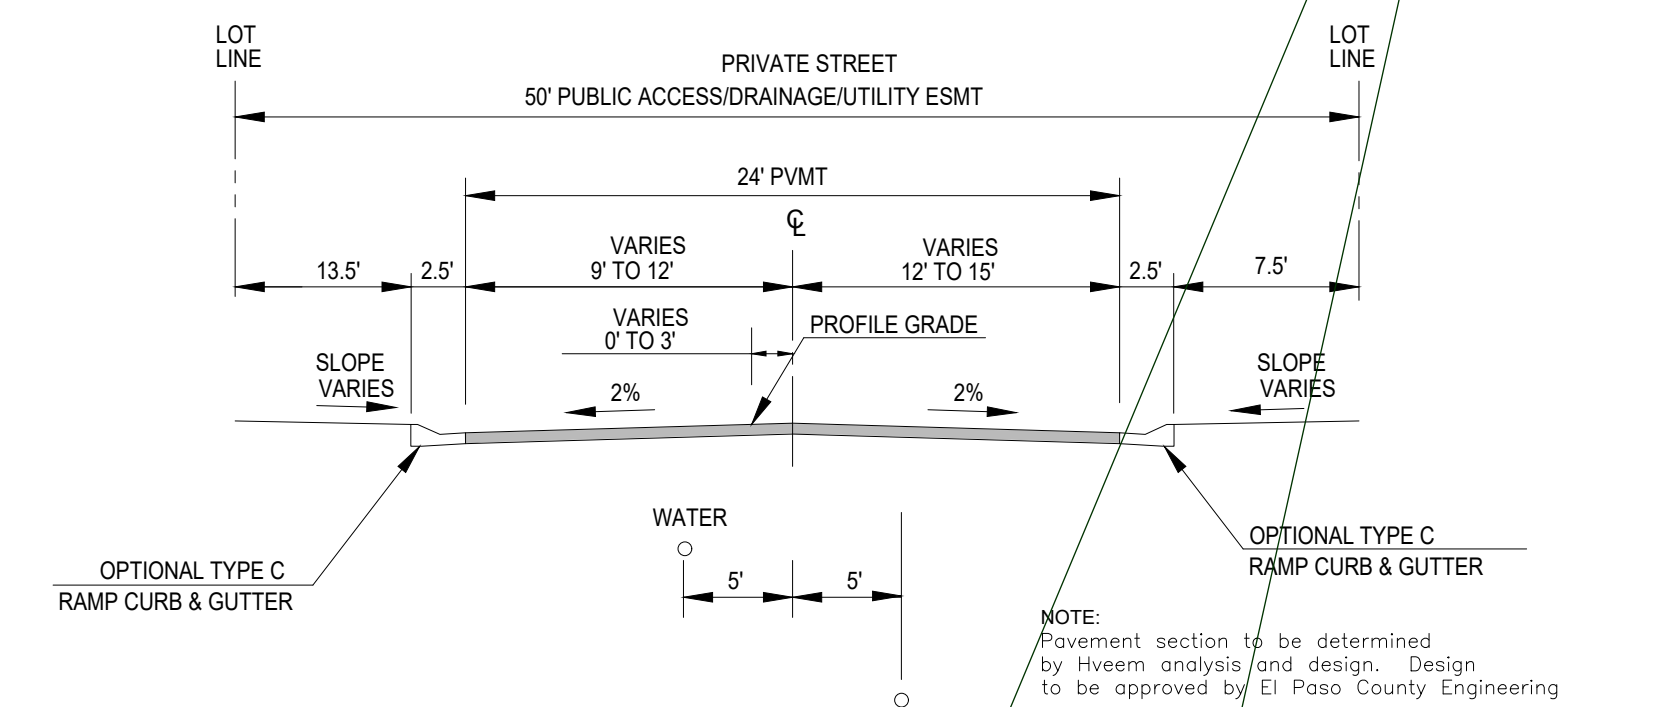 LOT
LINE
LOT
LINE
PRIVATE STREET
50' PUBLIC ACCESS/DRAINAGE/UTILITY ESMT
24' PVMT
℄
VARIES
9' TO 12'
VARIES
12' TO 15'
13.5'
2.5'
2.5'
7.5'
VARIES
0' TO 3'
PROFILE GRADE
SLOPE
VARIES
2%
2%
SLOPE
VARIES
WATER
OPTIONAL TYPE C
RAMP CURB & GUTTER
5'
5'
OPTIONAL TYPE C
RAMP CURB & GUTTER
NOTE:
Pavement section to be determined
by Hveem analysis and design. Design
to be approved by El Paso County Engineering